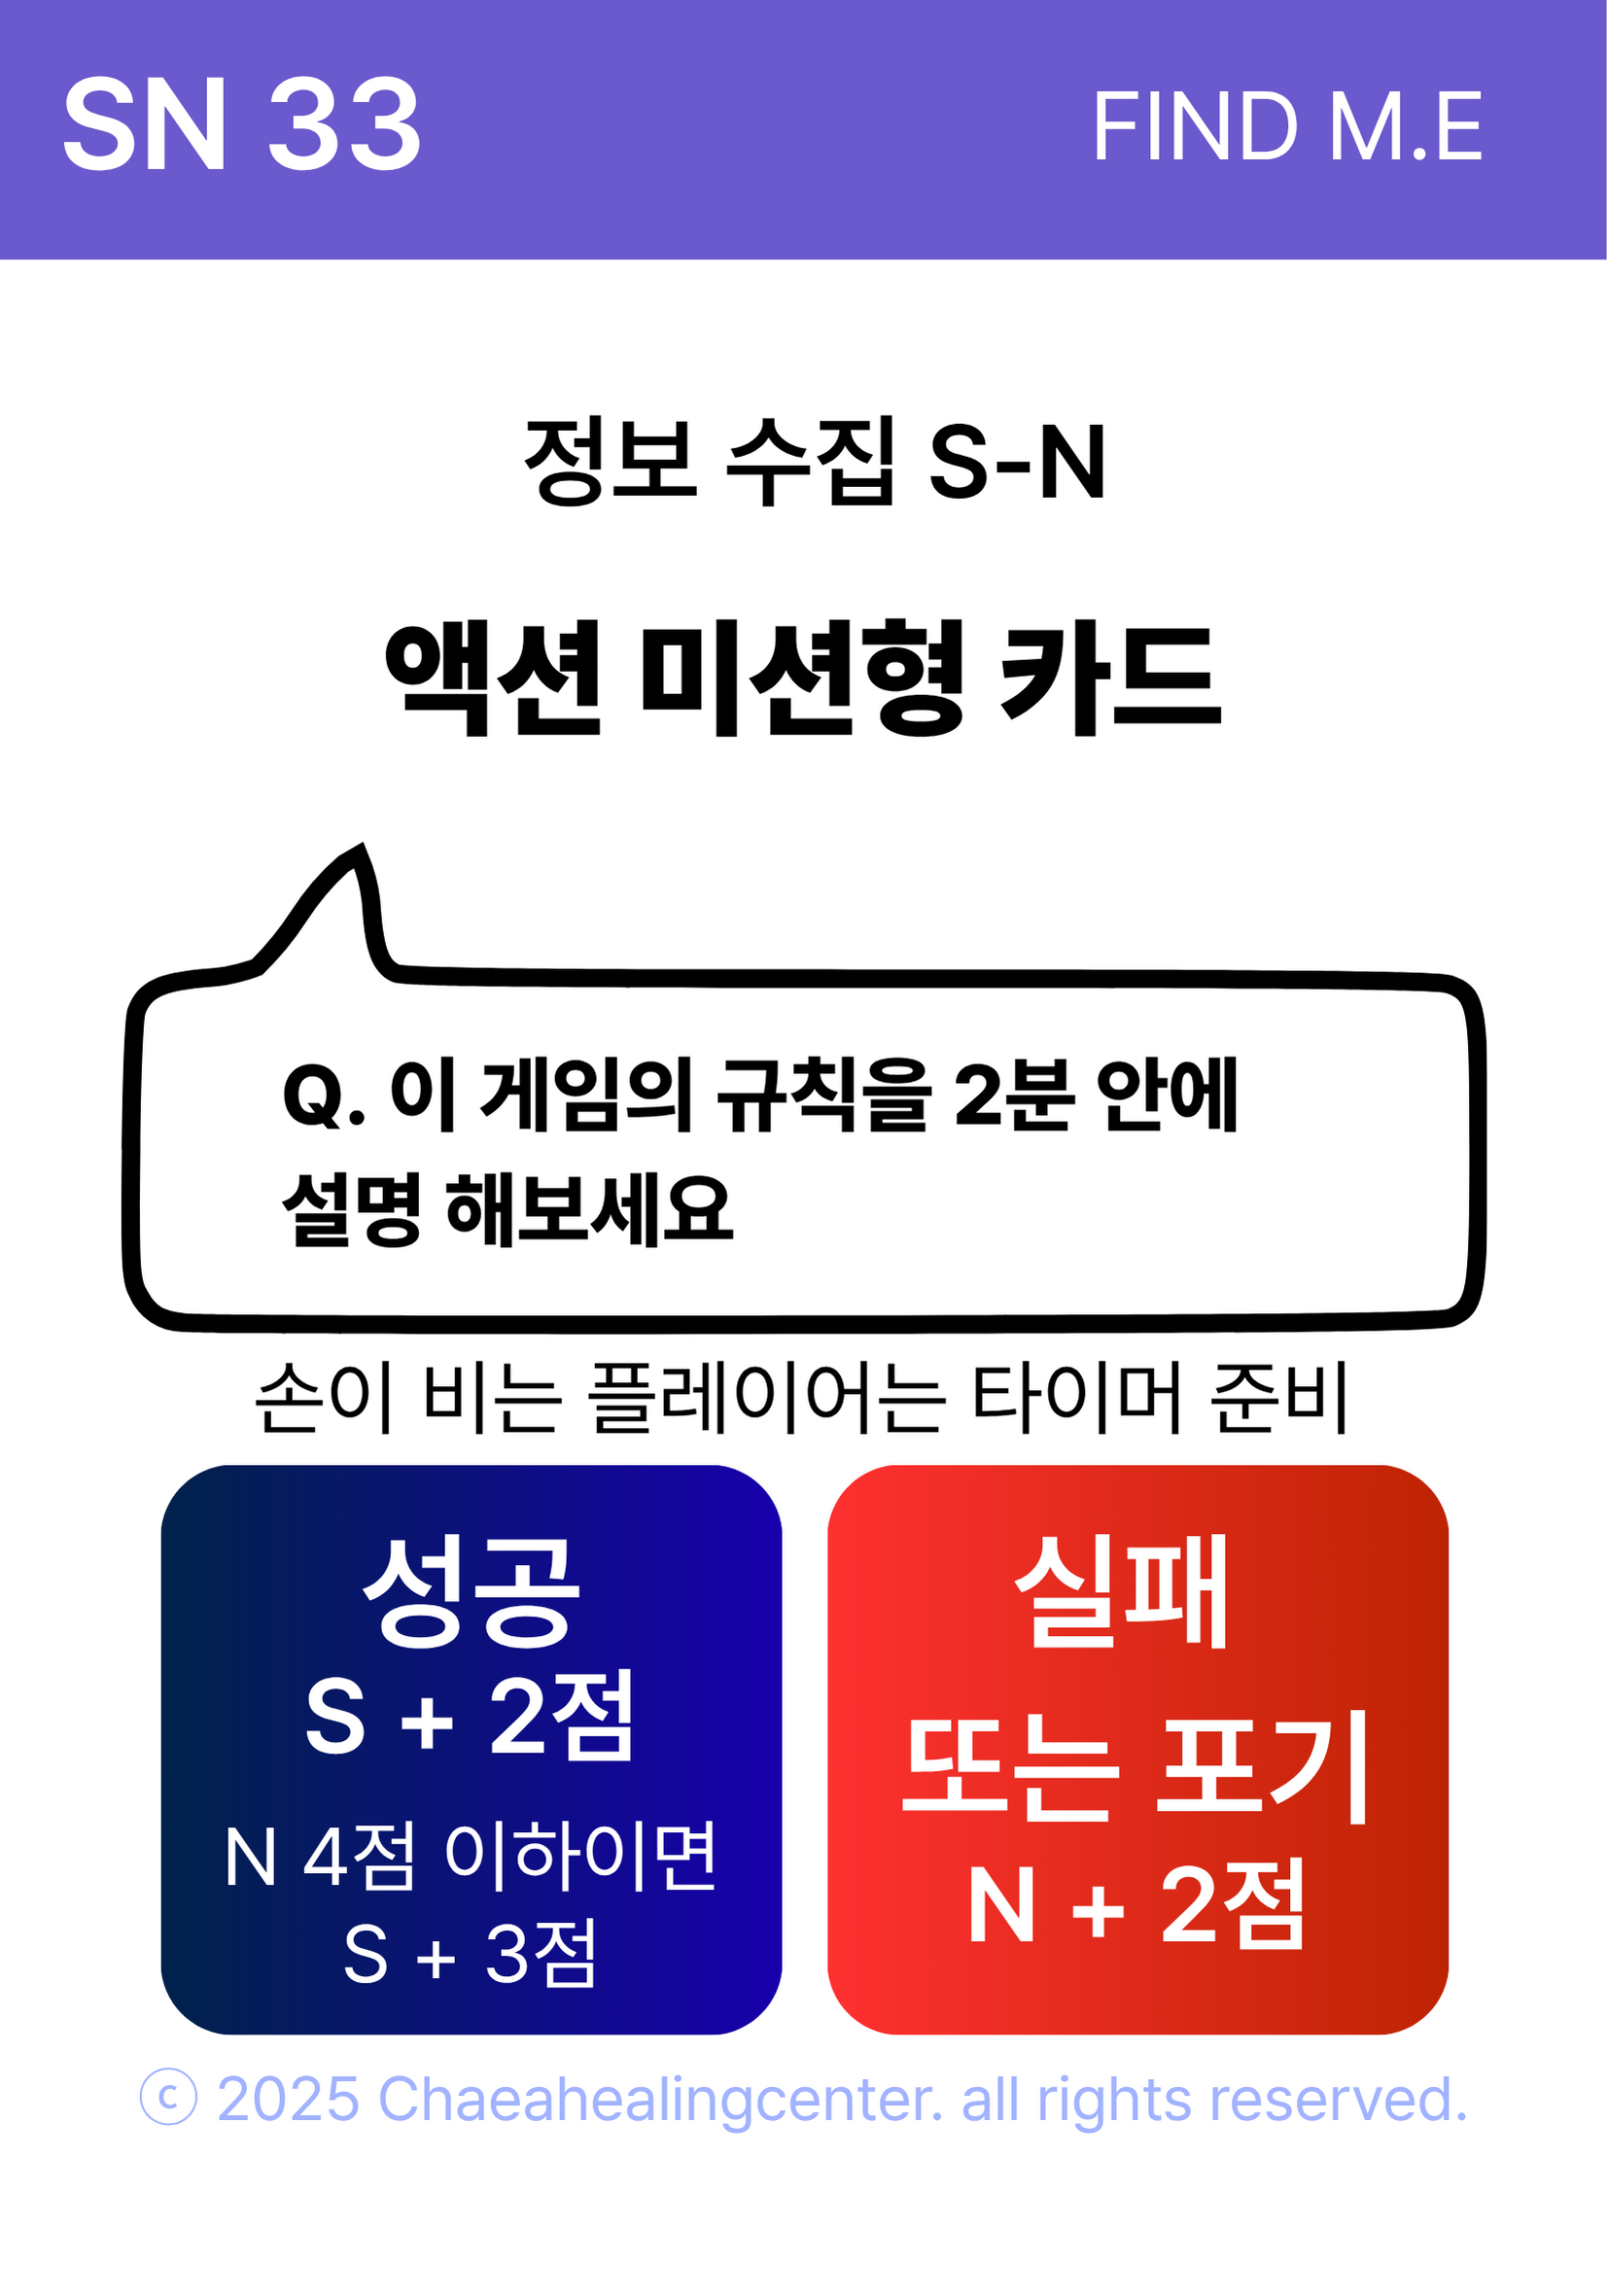 SN 33
FIND M.E
정보 수집 S-N
액션 미션형 카드
Q. 이 게임의 규칙을 2분 안에
설명 해보세요
손이 비는 플레이어는 타이머 준비
성공
S + 2점
N 4점 이하이면
S + 3점
실패
또는 포기
N + 2점
ⓒ 2025 Chaeahealingcenter. all rights reserved.